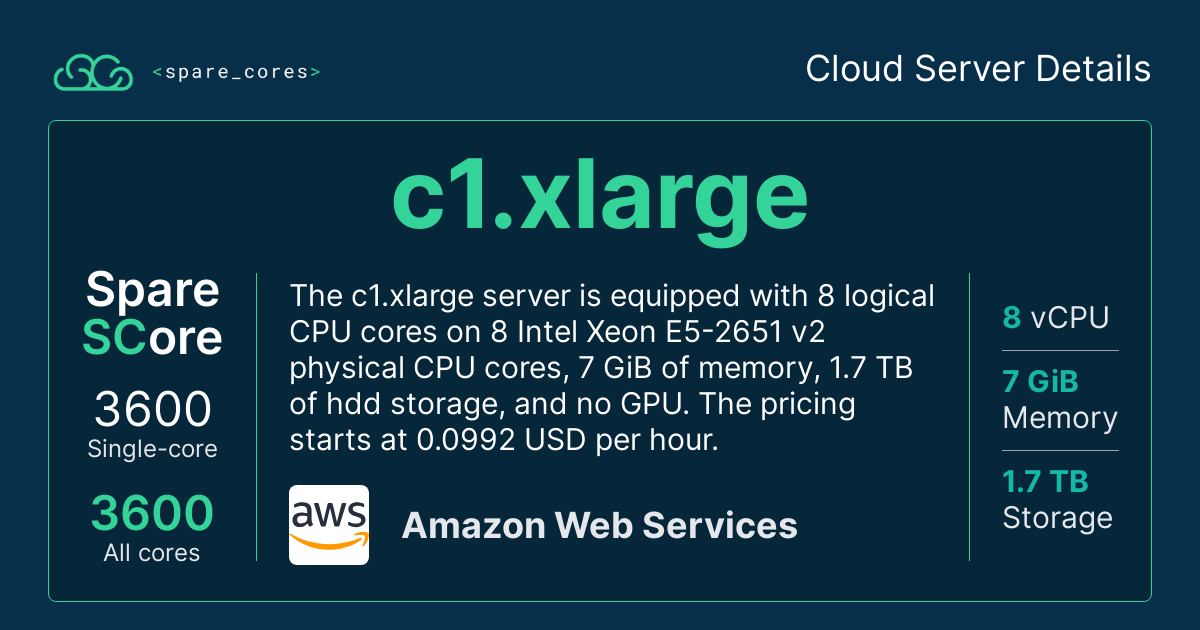 <spare_cores>
Cloud Server Details
c1.xlarge
Spare
SCore
3600
Single-core
3600
All cores
The c1.xlarge server is equipped with 8 logical
CPU cores on 8 Intel Xeon E5-2651 v2
physical CPU cores, 7 GiB of memory, 1.7 TB
of hdd storage, and no GPU. The pricing
starts at 0.0992 USD per hour.
aws
Amazon Web Services
8 vCPU
7 GiB
Memory
1.7 TB
Storage